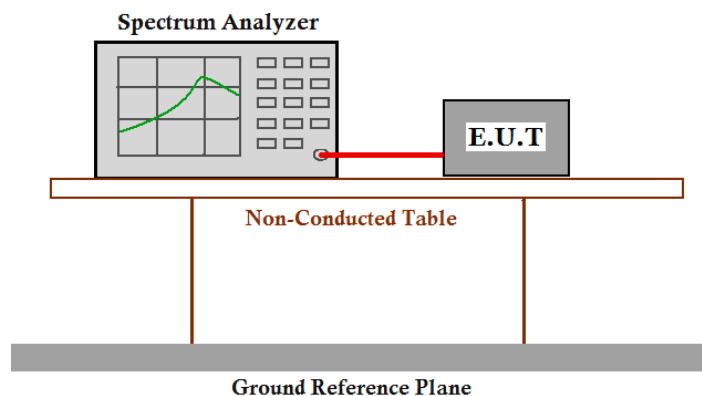 Spectrum Analyzer
E.U.T
Non-Conducted Table
Ground Reference Plane